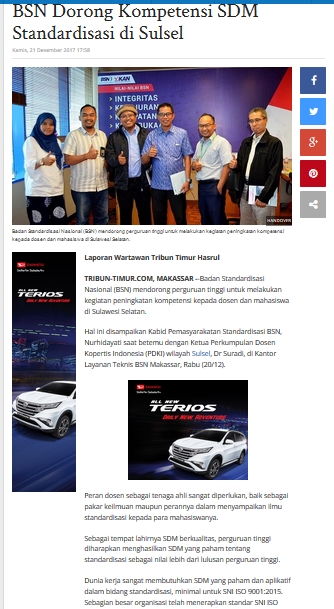 BSN Dorong Kompetensi SDM
Standardisasi di Sulsel
Kamis, 21 Desember 2017 17:58
BSN KAN
NILAI-NILAI BSN
INTEGRITAS
HANDOVER
Badan Standardisasi Nasional (BSN) mendorong perguruan tinggi untuk melakukan kegiatan peningkatan kompetensi
kepada dosen dan mahasiswa di Sulawesi Selatan.
Laporan Wartawan Tribun Timur Hasrul
TRIBUN-TIMUR.COM, MAKASSAR --Badan Standardisasi
Nasional (BSN) mendorong perguruan tinggi untuk melakukan
kegiatan peningkatan kompetensi kepada dosen dan mahasiswa
di Sulawesi Selatan.
Hal ini disampaikan Kabid Pemasyarakatan Standardisasi BSN,
Nurhidayati saat betemu dengan Ketua Perkumpulan Dosen
Kopertis Indonesia (PDKI) wilayah Sulsel, Dr Suradi, di Kantor
Layanan Teknis BSN Makassar, Rabu (20/12).
DAIHATSU
ALL NEW
TERIOS
DAILY NEW ADVENTURE
DAIHATSU
ALL NEW
TERIOS
DAILY NEW ADVENTURE
Peran dosen sebagai tenaga ahli sangat diperlukan, baik sebagai
pakar keilmuan maupun perannya dalam menyampaikan ilmu
standardisasi kepada para mahasiswanya.
Sebagai tempat lahirnya SDM berkualitas, perguruan tinggi
diharapkan menghasilkan SDM yang paham tentang
standardisasi sebagai nilai lebih dari lulusan perguruan tinggi.
Dunia kerja sangat membutuhkan SDM yang paham dan aplikatif
dalam bidang standardisasi, minimal untuk SNI ISO 9001:2015.
Sebagian besar organisasi telah menerapkan standar SNI ISO